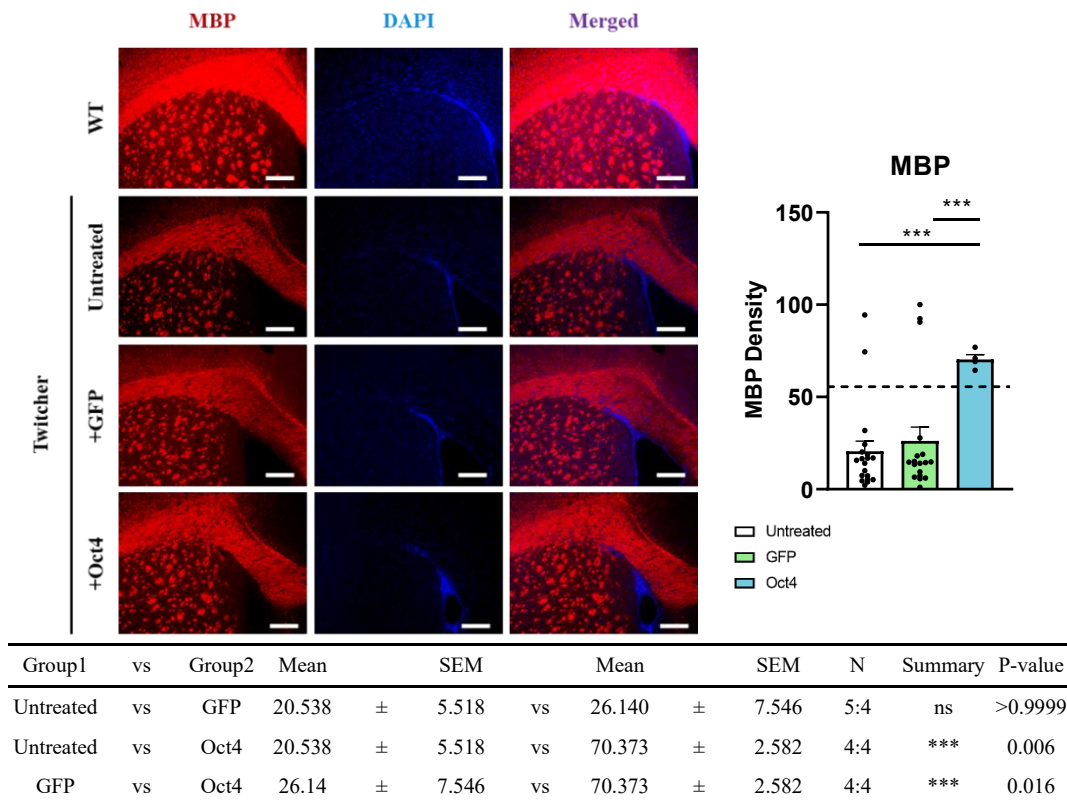 MBP DAPI Merged
WT
Twitcher
Untreated
+GFP
+Oct4
MBP
***
***
MBP Density
150
100
50
0
Untreated
GFP
Oct4
Group1 vs Group2 Mean SEM Mean SEM N Summary P-value
Untreated vs GFP 20.538 ± 5.518 vs 26.140 ± 7.546 5:4 ns >0.9999
Untreated vs Oct4 20.538 ± 5.518 vs 70.373 ± 2.582 4:4 *** 0.006
GFP vs Oct4 26.14 ± 7.546 vs 70.373 ± 2.582 4:4 *** 0.016